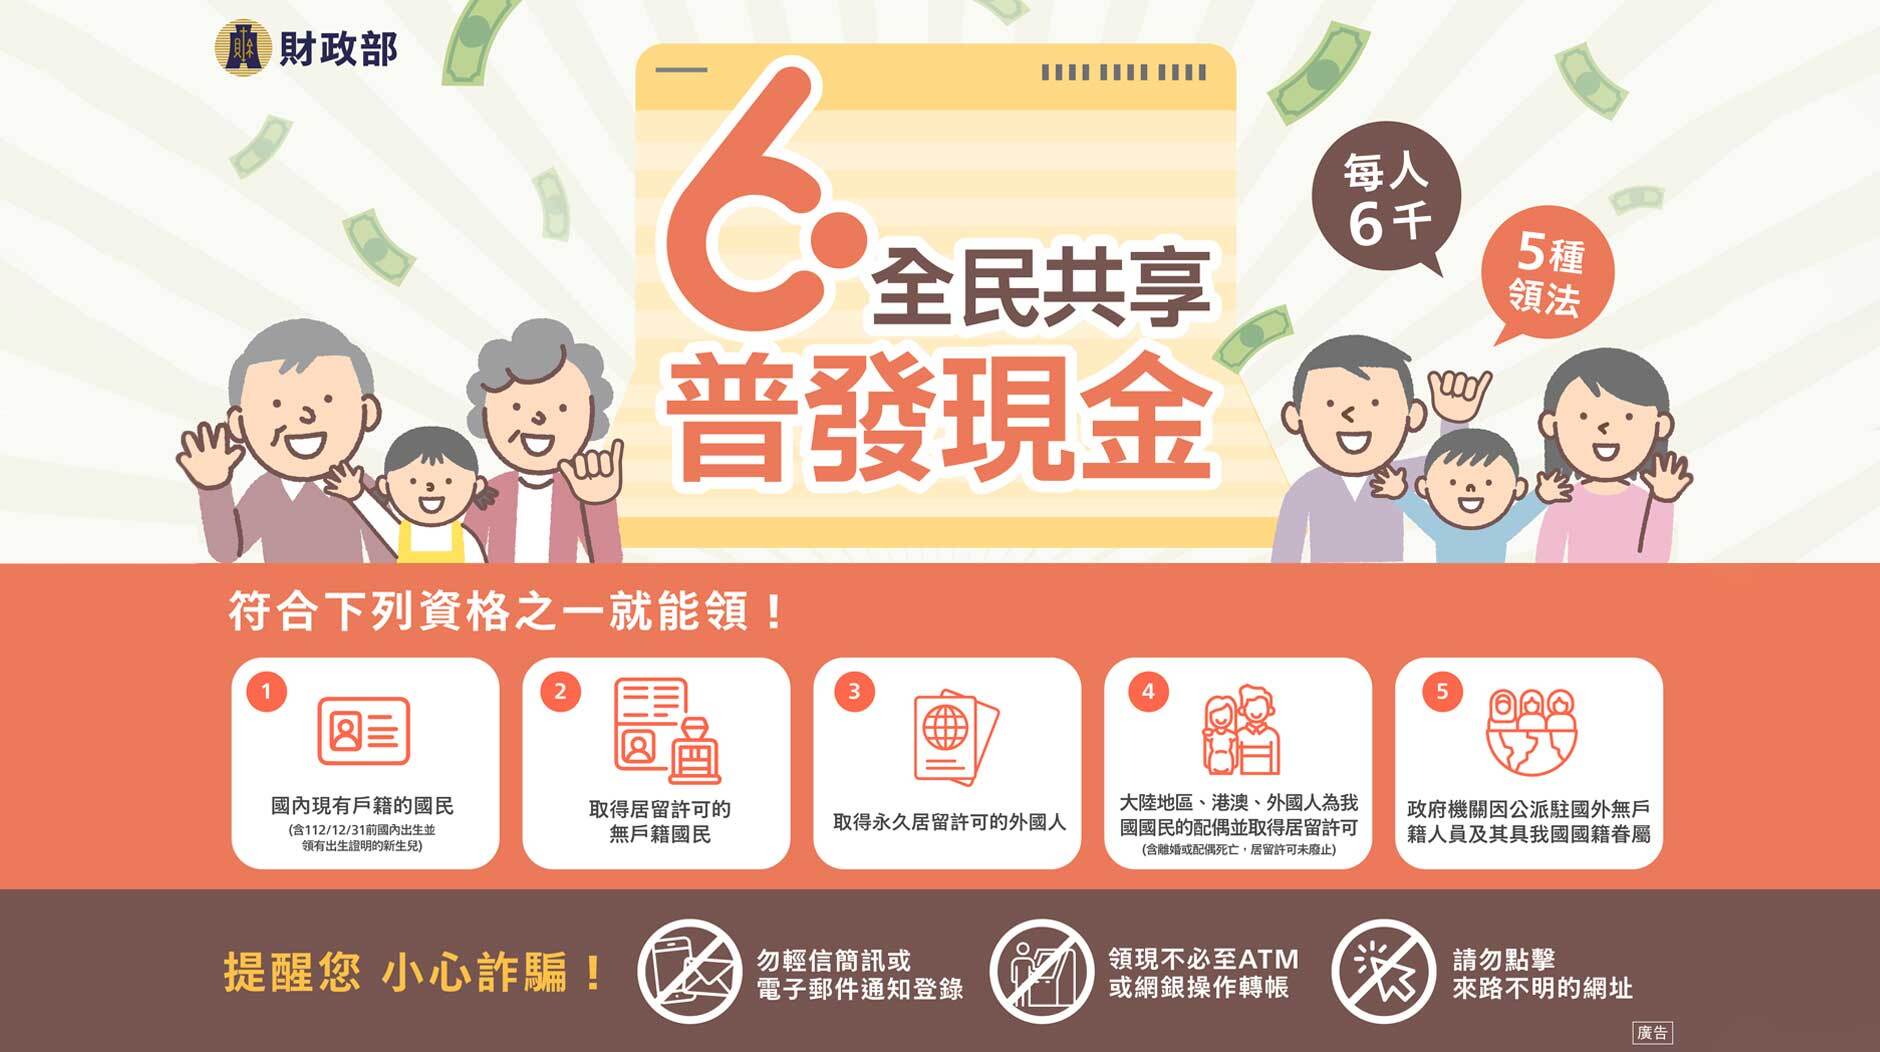 財政部
6
全民共享
普發現金
每人
6千
5種
領法
符合下列資格之一就能領！
1
國內現有戶籍的國民
(含112/12/31前國內出生並
領有出生證明的新生兒)
2
取得居留許可的
無戶籍國民
3
取得永久居留許可的外國人
4
大陸地區、港澳、外國人為我
國國民的配偶並取得居留許可
(含離婚或配偶死亡，居留許可未廢止)
5
政府機關因公派駐國外無戶
籍人員及其具我國國籍眷屬
提醒您 小心詐騙！
勿輕信簡訊或
電子郵件通知登錄
領現不必至ATM
或網銀操作轉帳
請勿點擊
來路不明的網址
廣告